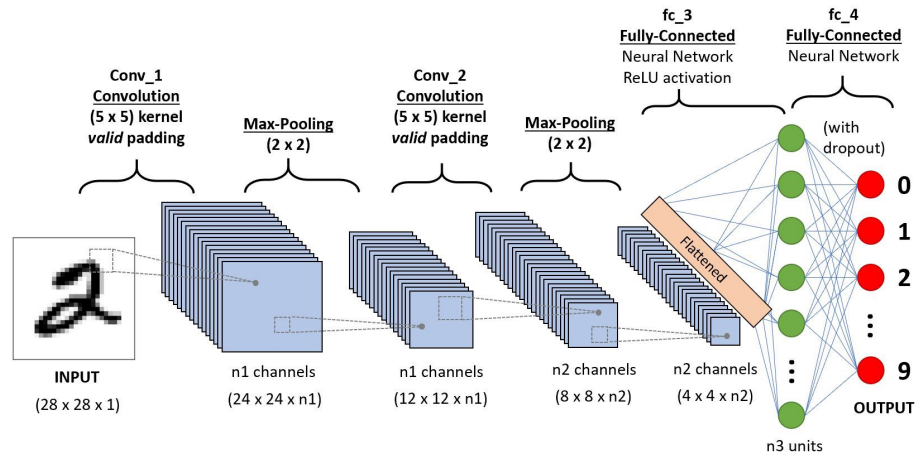 Conv_1
Convolution
(5 x 5) kernel
valid padding
Max-Pooling
(2 x 2)
Conv_2
Convolution
(5 x 5) kernel
valid padding
Max-Pooling
(2 x 2)
fc_3
Fully-Connected
Neural Network
ReLU activation
fc_4
Fully-Connected
Neural Network
(with
dropout)
Flattened
0
1
2
9
OUTPUT
2
INPUT
(28 x 28 x 1)
n1 channels
(24 x 24 x n1)
n1 channels
(12 x 12 x n1)
n2 channels
(8 x 8 x n2)
n2 channels
(4 x 4 x n2)
n3 units